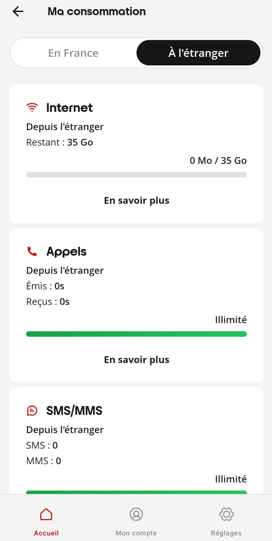 Ma consommation
En France
À l'étranger
Internet
Depuis l'étranger
Restant : 35 Go
0 Mo / 35 Go
En savoir plus
Appels
Depuis l'étranger
Émis : 0s
Reçus : 0s
Illimité
En savoir plus
SMS/MMS
Depuis l'étranger
SMS : 0
MMS : 0
Illimité
Accueil
Mon compte
Réglages